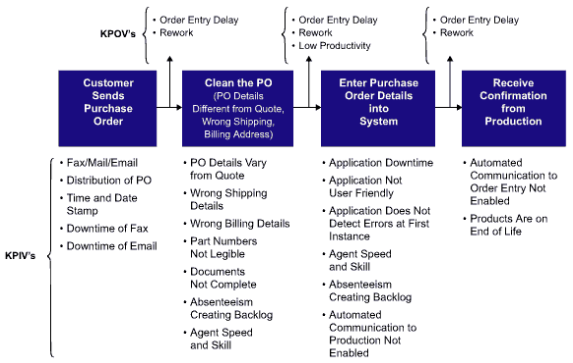 KPOV's
• Order Entry Delay
• Rework
• Order Entry Delay
• Rework
• Low Productivity
• Order Entry Delay
• Rework
Customer
Sends
Purchase
Order
Clean the PO
(PO Details
Different from Quote,
Wrong Shipping,
Billing Address)
Enter Purchase
Order Details
into
System
Receive
Confirmation
from
Production
KPIV's
• Fax/Mail/Email
• Distribution of PO
• Time and Date
Stamp
• Downtime of Fax
• Downtime of Email
• PO Details Vary
from Quote
• Wrong Shipping
Details
• Wrong Billing Details
• Part Numbers
Not Legible
• Documents
Not Complete
• Absenteeism
Creating Backlog
• Agent Speed
and Skill
• Application Downtime
• Application Not
User Friendly
• Application Does Not
Detect Errors at First
Instance
• Agent Speed
and Skill
• Absenteeism
Creating Backlog
• Automated
Communication to
Production Not
Enabled
• Automated
Communication to
Order Entry Not
Enabled
• Products Are on
End of Life